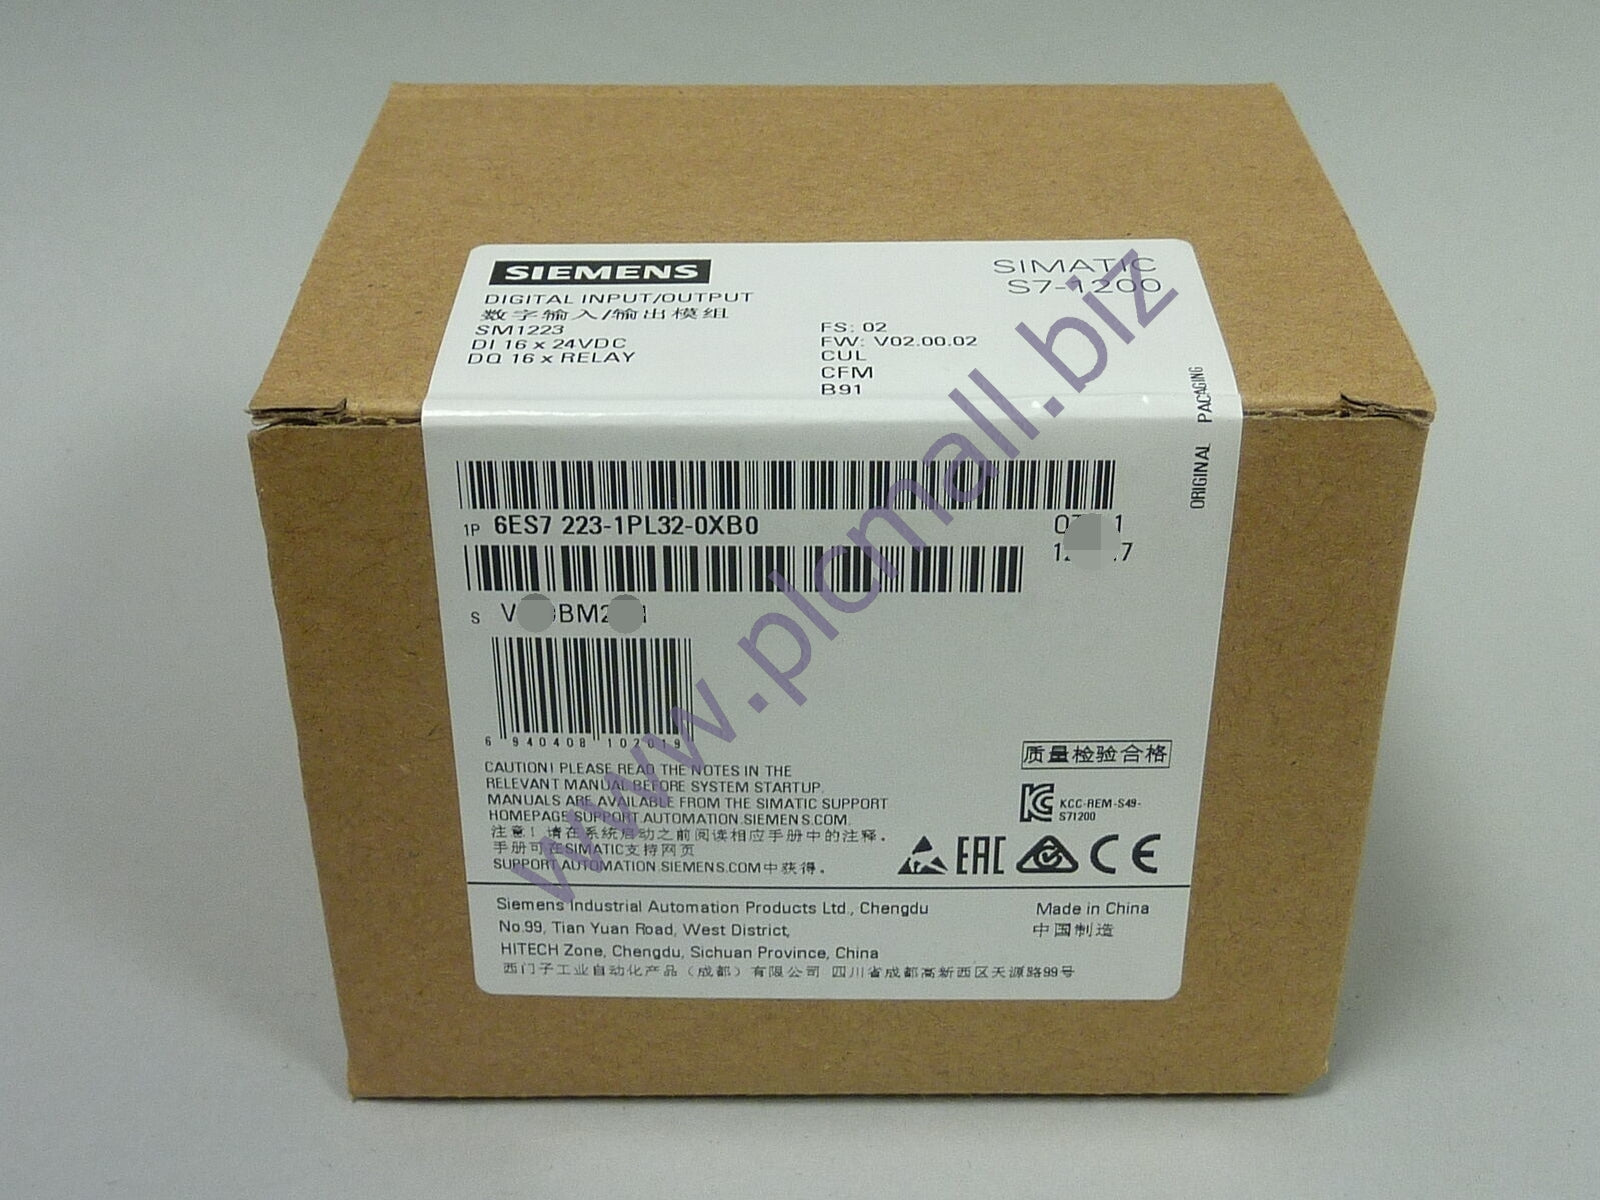 SIEMENS
SIMATIC
S7-1200
DIGITAL INPUT/OUTPUT
数字输入/输出模组
SM1223
DI 16 x 24VDC
DQ 16 x RELAY
FS: 02
FW: V02.00.02
CUL
CFM
B91
ORIGINAL PACKAGING
1P 6ES7 223-1PL32-0XB0
S
6 940408 102019
CAUTION! PLEASE READ THE NOTES IN THE
RELEVANT MANUAL BEFORE SYSTEM STARTUP.
MANUALS ARE AVAILABLE FROM THE SIMATIC SUPPORT
HOMEPAGE SUPPORT.AUTOMATION.SIEMENS.COM.
注意！请在系统启动之前阅读相应手册中的注释。
手册可在SIMATIC支持网页
SUPPORT.AUTOMATION.SIEMENS.COM中获得。
质量检验合格
KC KCC-REM-S49-
S71200
EAC CE
Siemens Industrial Automation Products Ltd., Chengdu
No.99, Tian Yuan Road, West District,
HITECH Zone, Chengdu, Sichuan Province, China
西门子工业自动化产品（成都）有限公司 四川省成都高新西区天源路99号
Made in China
中国制造
www.plcmall.biz